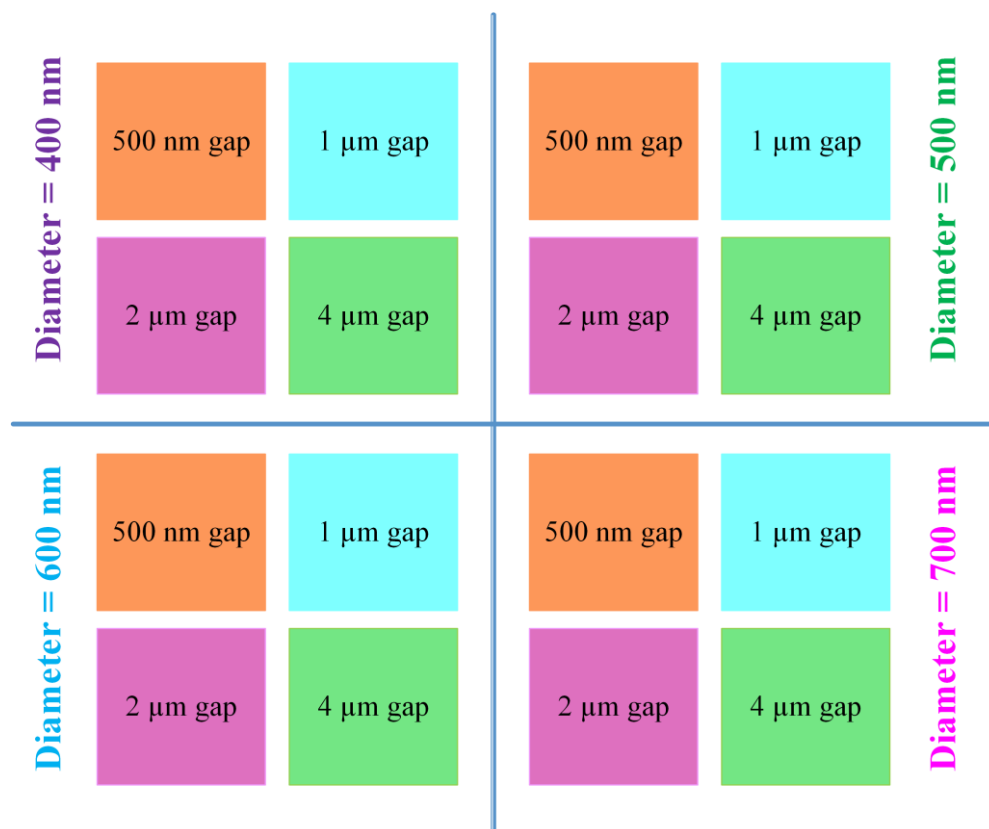 Diameter = 400 nm
500 nm gap
1 µm gap
2 µm gap
4 µm gap
500 nm gap
1 µm gap
2 µm gap
4 µm gap
Diameter = 500 nm
Diameter = 600 nm
500 nm gap
1 µm gap
2 µm gap
4 µm gap
500 nm gap
1 µm gap
2 µm gap
4 µm gap
Diameter = 700 nm